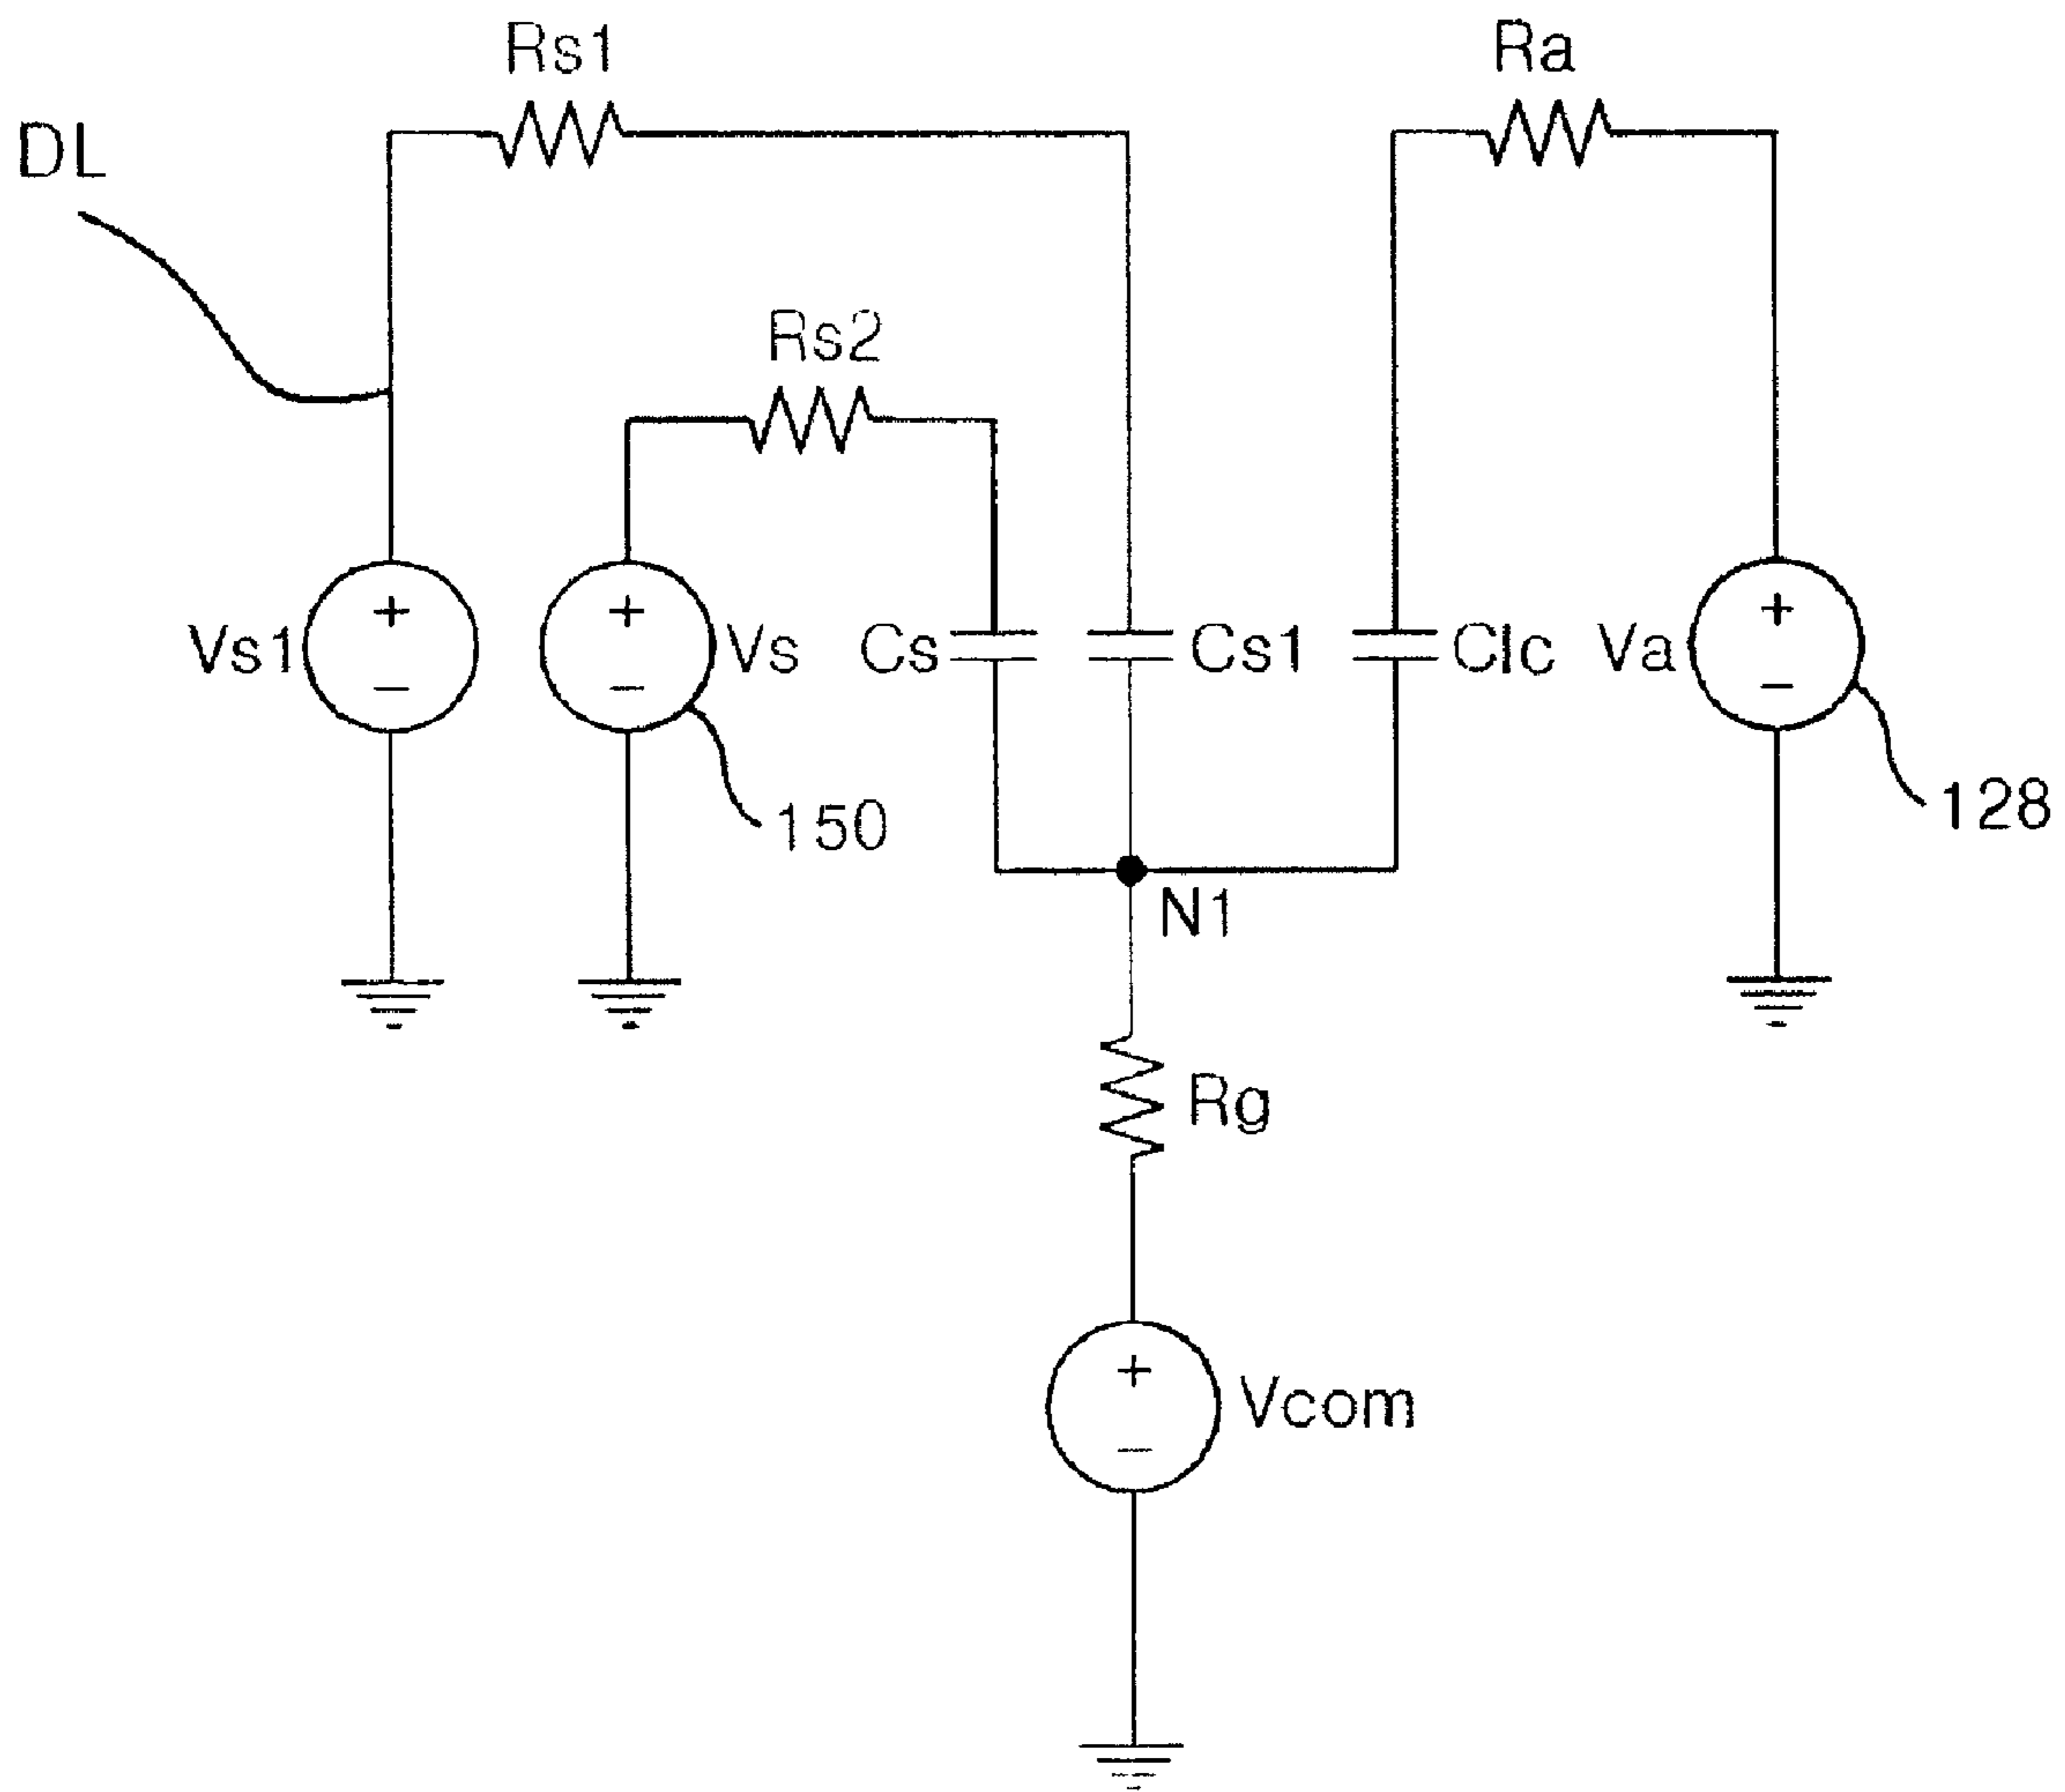 Rs1
Ra
DL
Rs2
Vs1
+
−
+
−
Vs
Cs
Cs1
Clc
Va
+
−
150
128
N1
Rg
+
−
Vcom